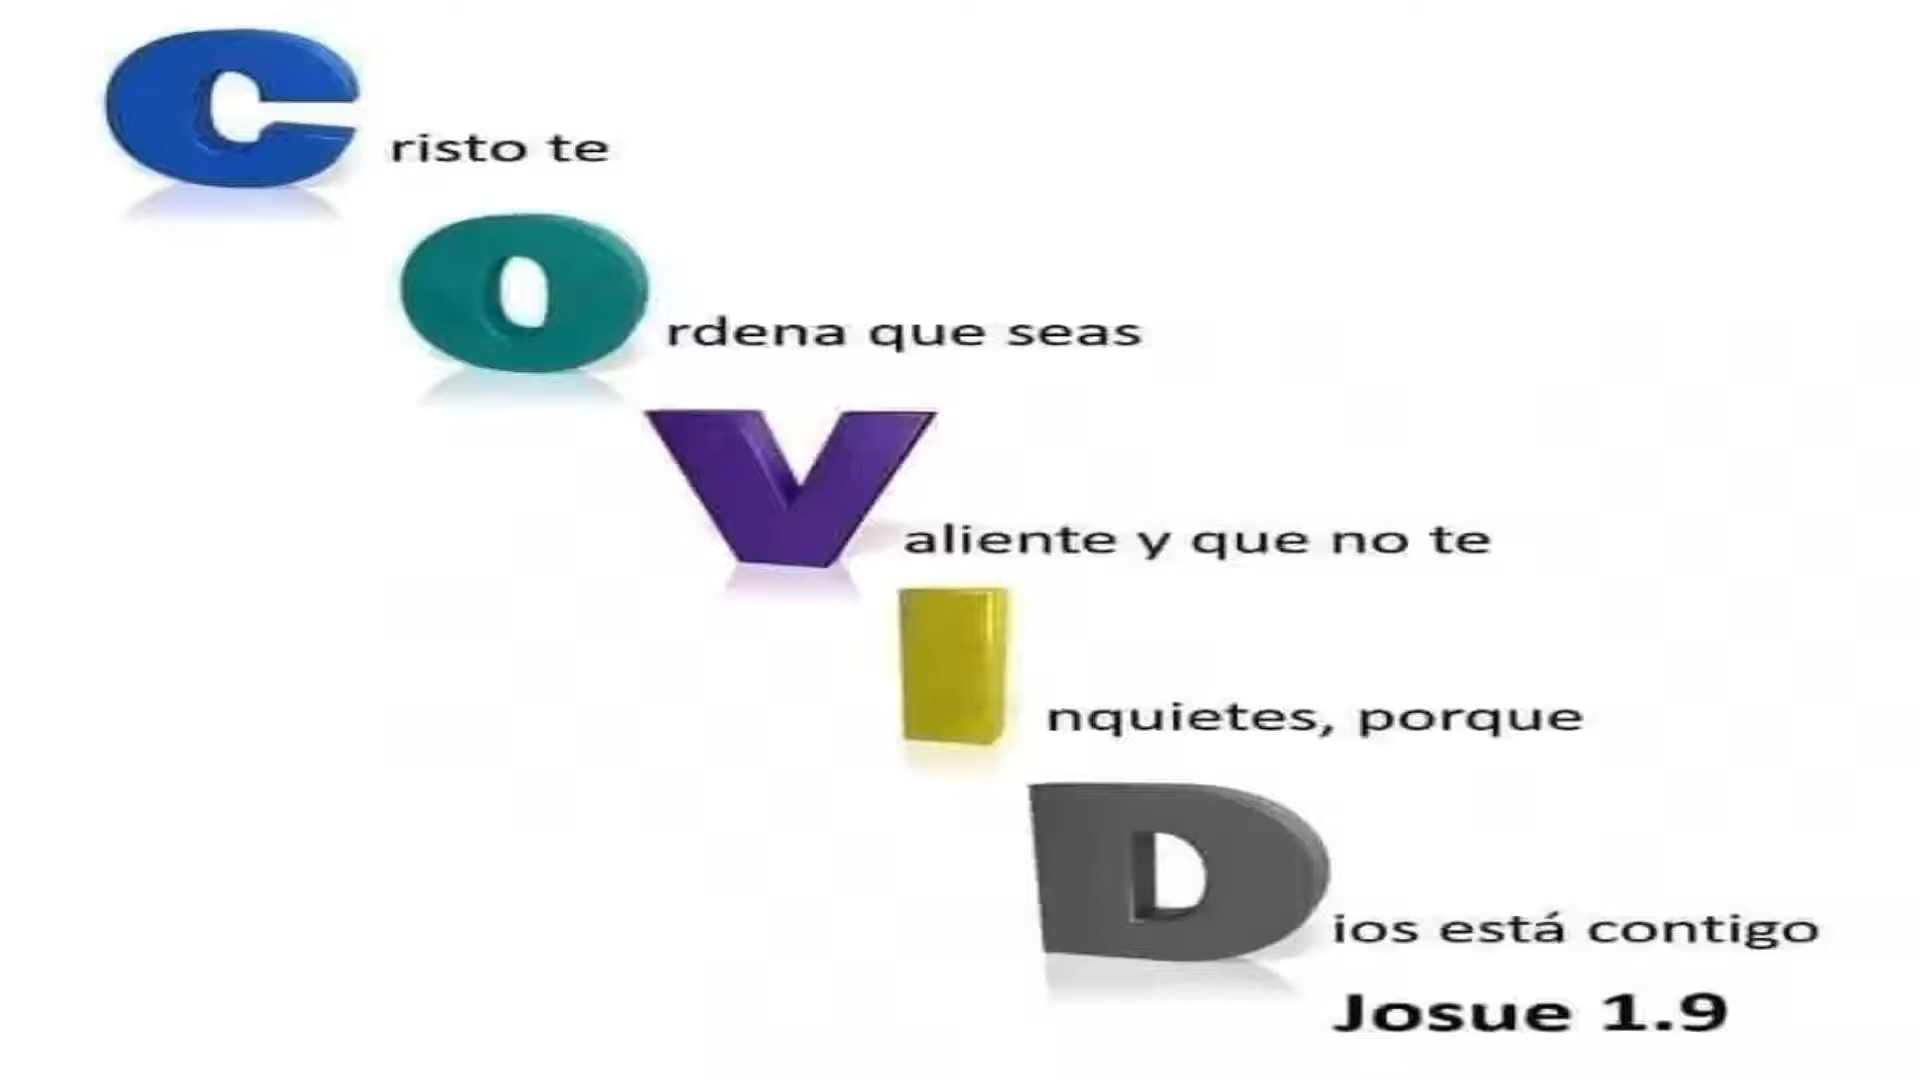 Cristo te
Ordena que seas
Valiente y que no te
Inquietes, porque
Dios está contigo
Josue 1.9